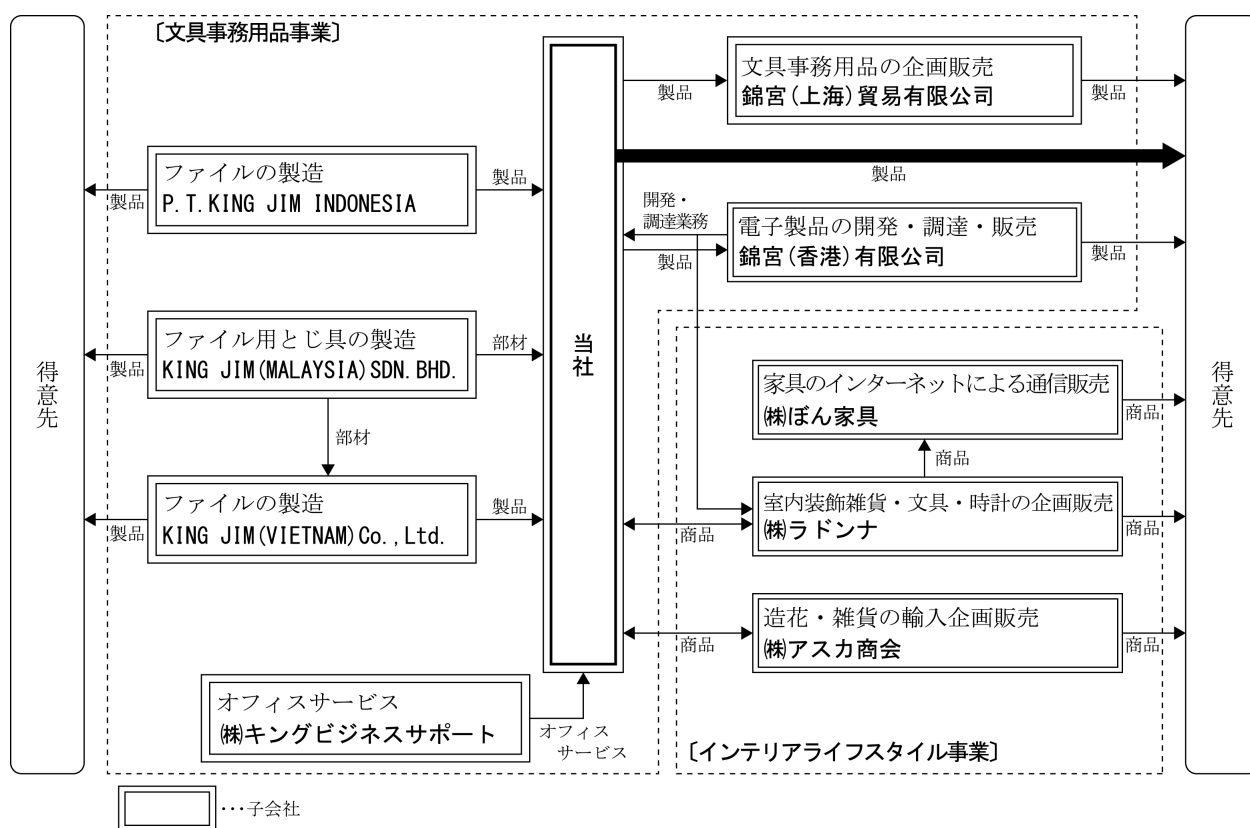 〔文具事務用品事業〕
文具事務用品の企画販売
錦宮(上海)貿易有限公司
製品
製品
製品
ファイルの製造
P.T.KING JIM INDONESIA
製品
製品
開発・
調達業務
電子製品の開発・調達・販売
錦宮(香港)有限公司
製品
製品
ファイル用とじ具の製造
KING JIM(MALAYSIA)SDN.BHD.
製品
部材
部材
当社
得意先
得意先
家具のインターネットによる通信販売
㈱ぼん家具
商品
商品
ファイルの製造
KING JIM(VIETNAM)Co.,Ltd.
製品
製品
室内装飾雑貨・文具・時計の企画販売
㈱ラドンナ
商品
商品
造花・雑貨の輸入企画販売
㈱アスカ商会
商品
商品
オフィスサービス
㈱キングビジネスサポート
オフィス
サービス
〔インテリアライフスタイル事業〕
･･･子会社